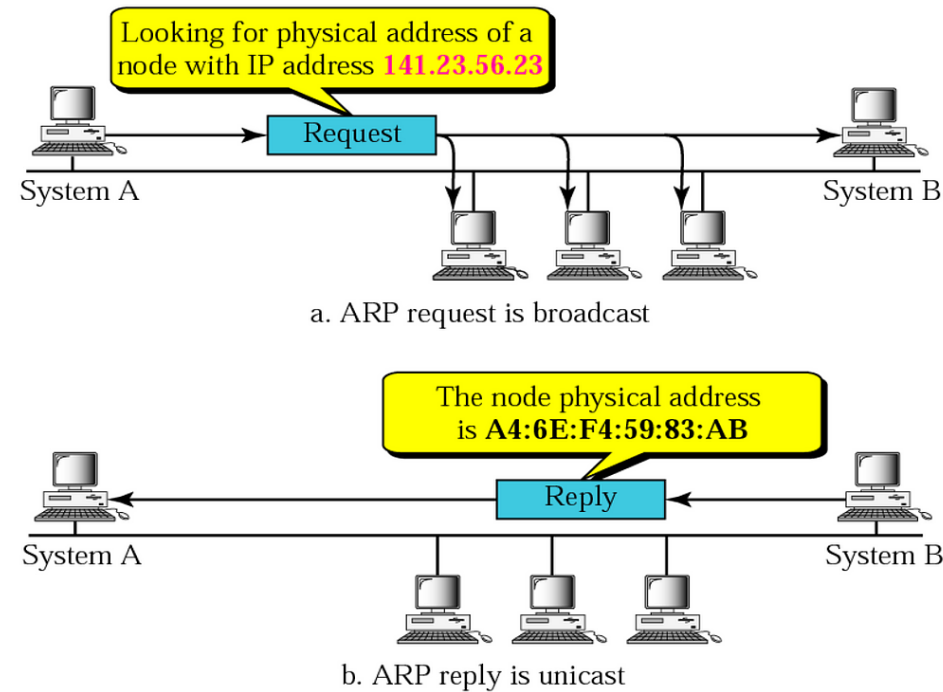 Looking for physical address of a
node with IP address 141.23.56.23
Request
System A
System B
a. ARP request is broadcast
The node physical address
is A4:6E:F4:59:83:AB
Reply
System A
System B
b. ARP reply is unicast